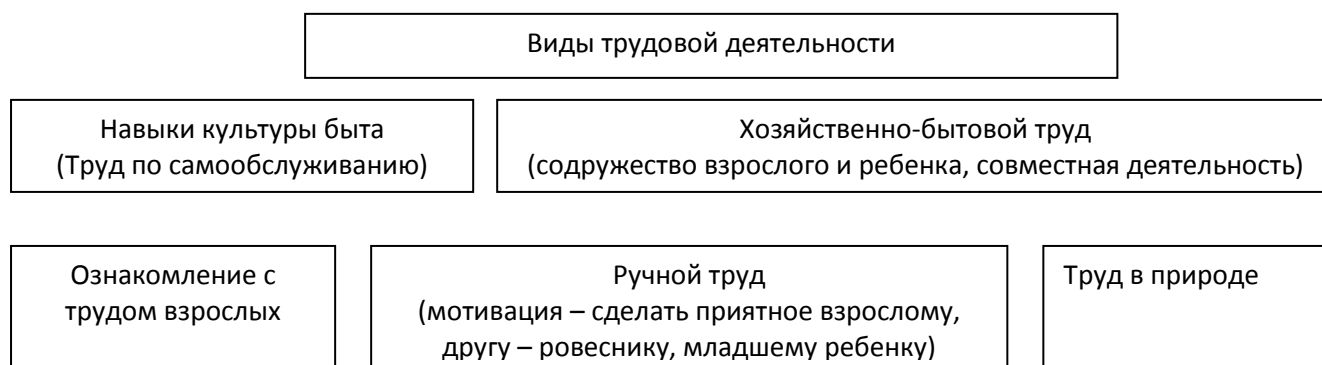 Виды трудовой деятельности
Навыки культуры быта
(Труд по самообслуживанию)
Хозяйственно-бытовой труд
(содружество взрослого и ребенка, совместная деятельность)
Ознакомление с
трудом взрослых
Ручной труд
(мотивация – сделать приятное взрослому,
другу – ровеснику, младшему ребенку)
Труд в природе